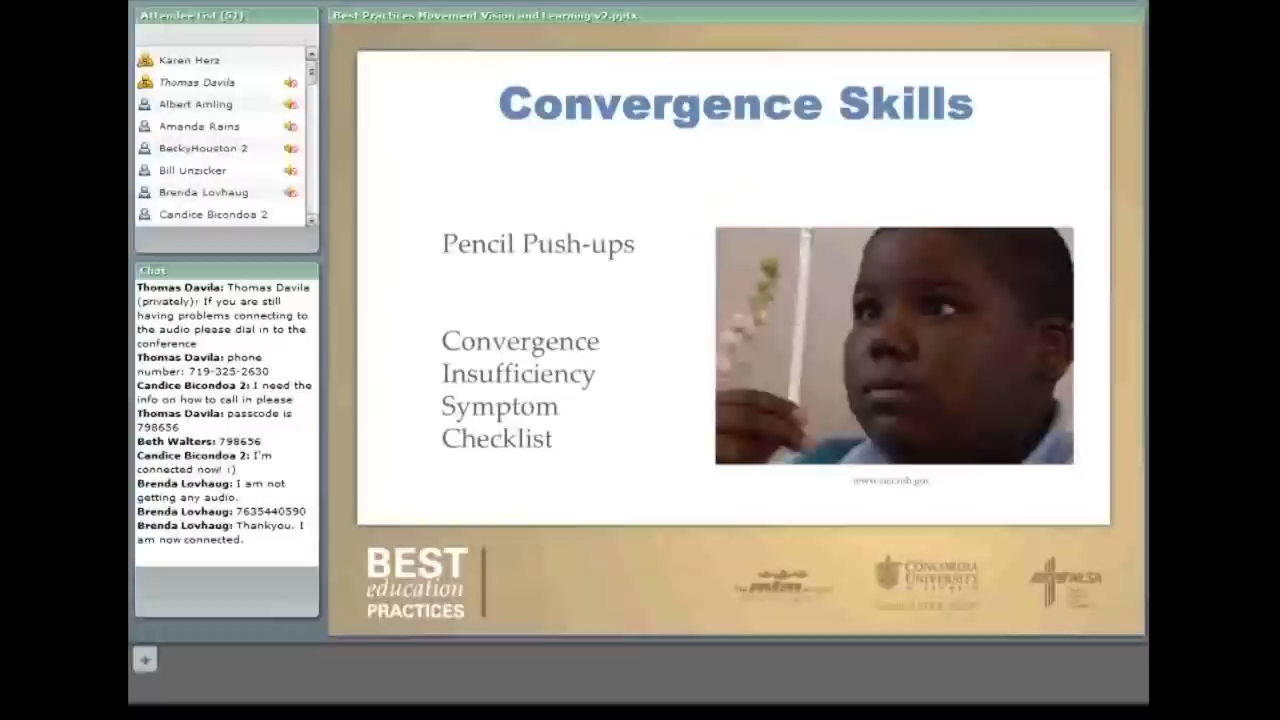 Attendee List (57)
Karen Herz
Thomas Davila
Albert Amling
Amanda Rains
BeckyHouston 2
Bill Unzicker
Brenda Lovhaug
Candice Bicondoa 2
Chat
Thomas Davila: Thomas Davila
(privately): If you are still
having problems connecting to
the audio please dial in to the
conference
Thomas Davila: phone
number: 719-325-2630
Candice Bicondoa 2: I need the
info on how to call in please
Thomas Davila: passcode is
798656
Beth Walters: 798656
Candice Bicondoa 2: I'm
connected now! :)
Brenda Lovhaug: I am not
getting any audio.
Brenda Lovhaug: 7635440590
Brenda Lovhaug: Thankyou. I
am now connected.
Best Practices Movement Vision and Learning v2.pptx
Convergence Skills
Pencil Push-ups
Convergence
Insufficiency
Symptom
Checklist
BEST
education
PRACTICES
CONCORDIA
UNIVERSITY